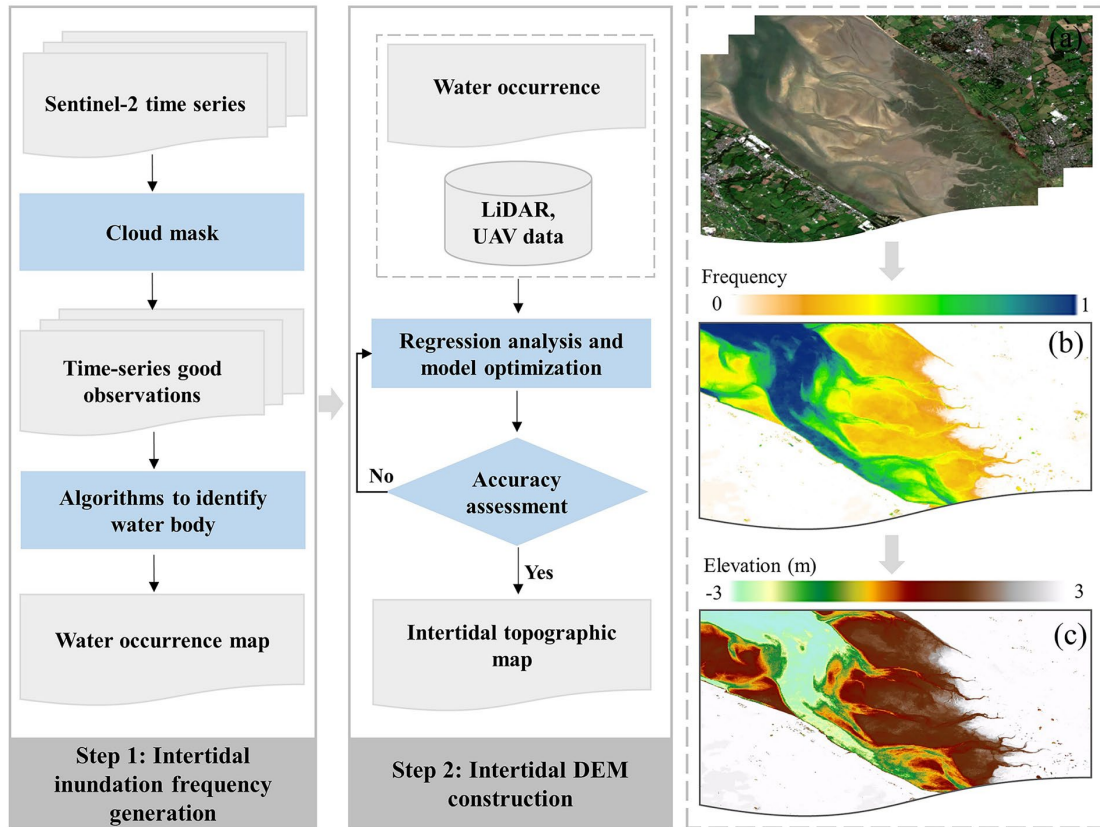 Sentinel-2 time series
Cloud mask
Time-series good
observations
Algorithms to identify
water body
Water occurrence map
Step 1: Intertidal
inundation frequency
generation
Water occurrence
LiDAR,
UAV data
Regression analysis and
model optimization
No
Accuracy
assessment
Yes
Intertidal topographic
map
Step 2: Intertidal DEM
construction
(a)
Frequency
0 1
(b)
Elevation (m)
-3 3
(c)